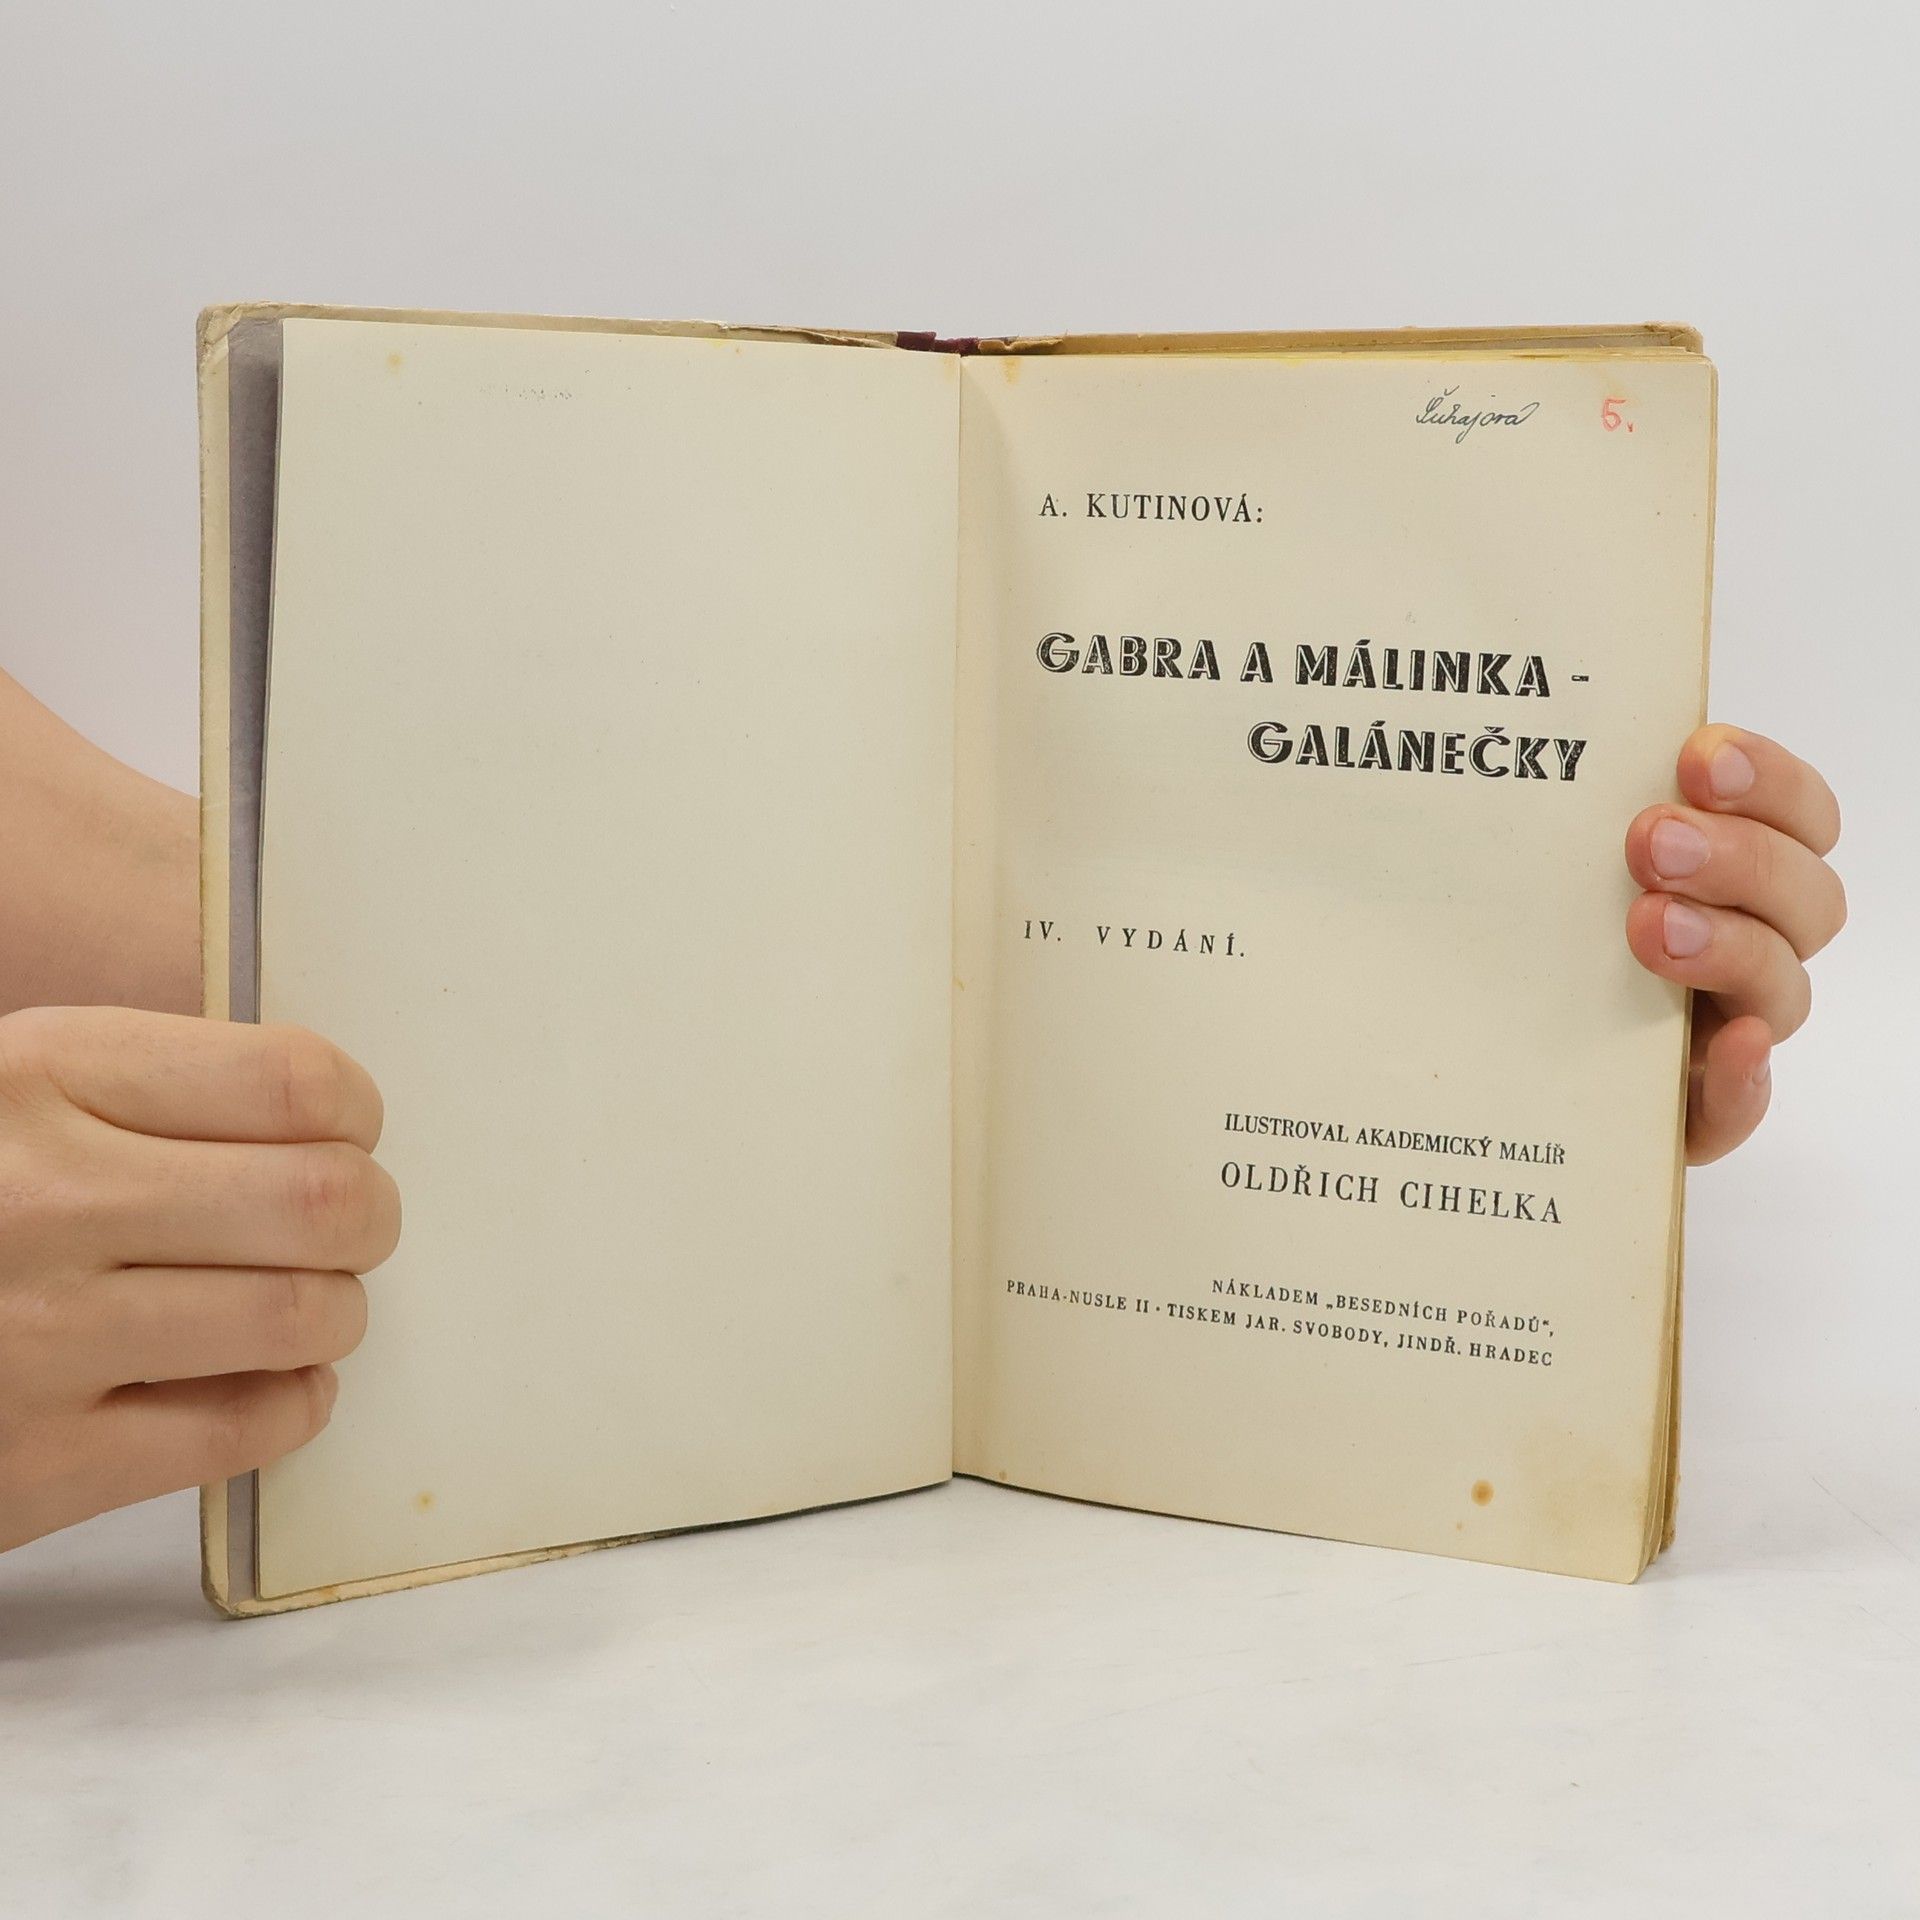 Šuhajová 5.
A. KUTINOVÁ:
GABRA A MÁLINKA -
GALÁNEČKY
IV. VYDÁNÍ.
ILUSTROVAL AKADEMICKÝ MALÍŘ
OLDŘICH CIHELKA
NÁKLADEM „BESEDNÍCH POŘADŮ“,
PRAHA-NUSLE II · TISKEM JAR. SVOBODY, JINDŘ. HRADEC